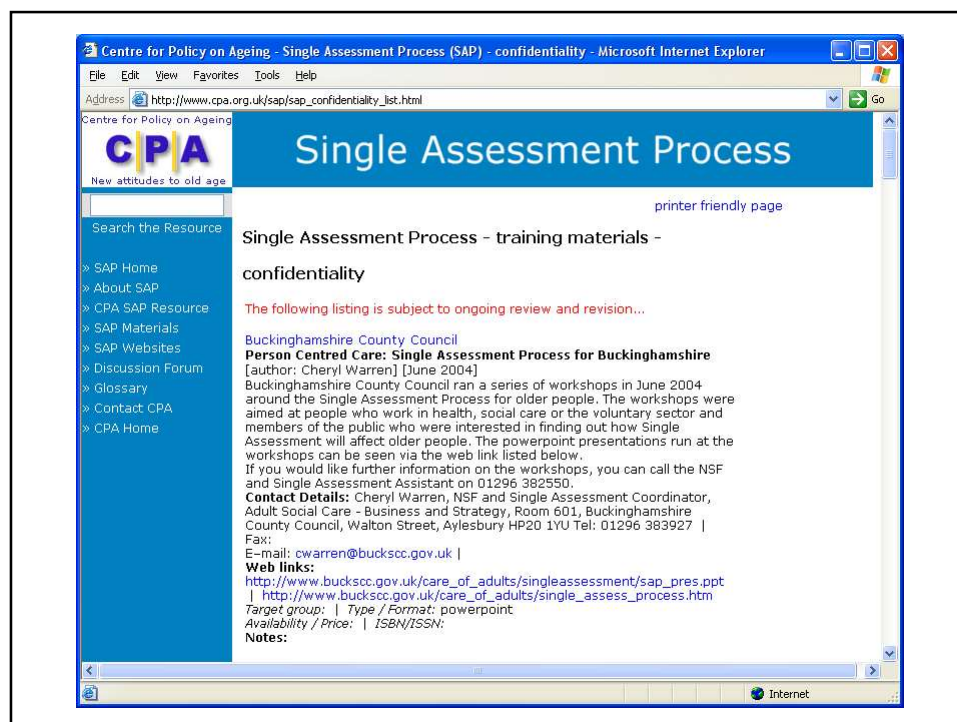 Centre for Policy on Ageing - Single Assessment Process (SAP) - confidentiality - Microsoft Internet Explorer
File Edit View Favorites Tools Help
Address http://www.cpa.org.uk/sap/sap_confidentiality_list.html Go
Centre for Policy on Ageing
CPA
New attitudes to old age
Single Assessment Process
printer friendly page
Search the Resource
» SAP Home
» About SAP
» CPA SAP Resource
» SAP Materials
» SAP Websites
» Discussion Forum
» Glossary
» Contact CPA
» CPA Home
Single Assessment Process - training materials -
confidentiality
The following listing is subject to ongoing review and revision...
Buckinghamshire County Council
Person Centred Care: Single Assessment Process for Buckinghamshire
[author: Cheryl Warren] [June 2004]
Buckinghamshire County Council ran a series of workshops in June 2004
around the Single Assessment Process for older people. The workshops were
aimed at people who work in health, social care or the voluntary sector and
members of the public who were interested in finding out how Single
Assessment will affect older people. The powerpoint presentations run at the
workshops can be seen via the web link listed below.
If you would like further information on the workshops, you can call the NSF
and Single Assessment Assistant on 01296 382550.
Contact Details: Cheryl Warren, NSF and Single Assessment Coordinator,
Adult Social Care - Business and Strategy, Room 601, Buckinghamshire
County Council, Walton Street, Aylesbury HP20 1YU Tel: 01296 383927 |
Fax:
E-mail: cwarren@buckscc.gov.uk |
Web links:
http://www.buckscc.gov.uk/care_of_adults/singleassessment/sap_pres.ppt
| http://www.buckscc.gov.uk/care_of_adults/single_assess_process.htm
Target group: | Type / Format: powerpoint
Availability / Price: | ISBN/ISSN:
Notes:
Internet